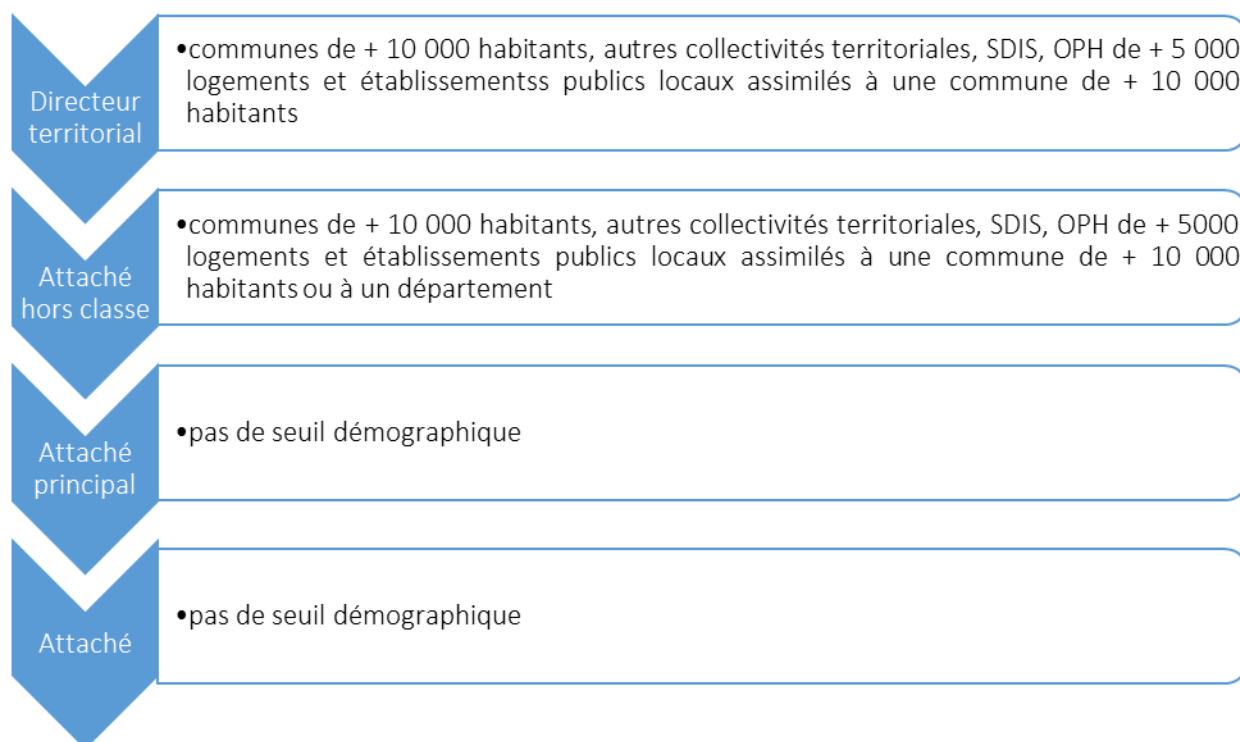 Directeur
territorial
•communes de + 10 000 habitants, autres collectivités territoriales, SDIS, OPH de + 5 000
logements et établissementss publics locaux assimilés à une commune de + 10 000
habitants
Attaché
hors classe
•communes de + 10 000 habitants, autres collectivités territoriales, SDIS, OPH de + 5000
logements et établissements publics locaux assimilés à une commune de + 10 000
habitants ou à un département
Attaché
principal
•pas de seuil démographique
Attaché
•pas de seuil démographique